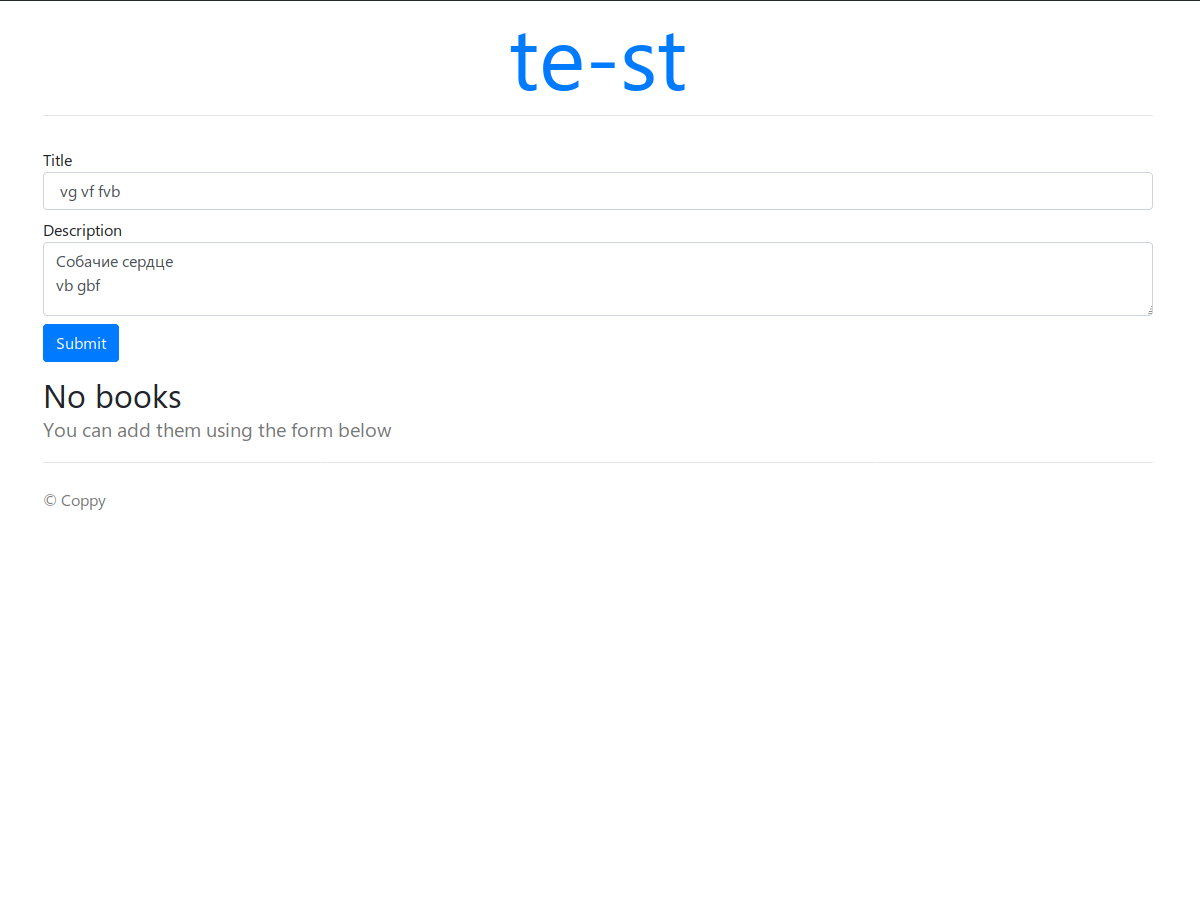 te-st
Title
vg vf fvb
Description
Собачие сердце
vb gbf
Submit
No books
You can add them using the form below
© Coppy